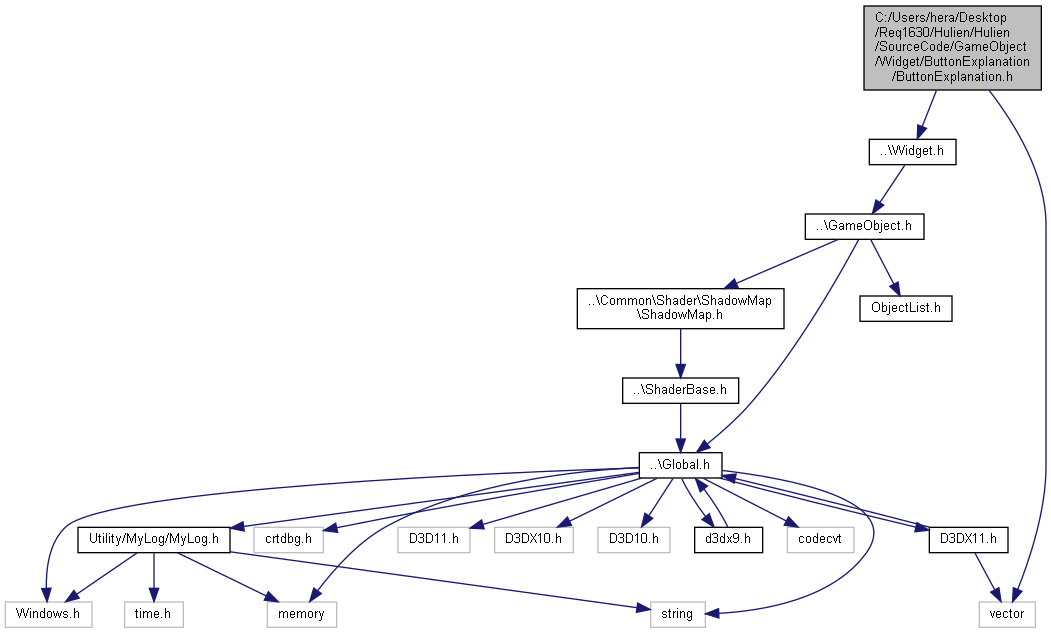 C:/Users/hera/Desktop
/Req1630/Hulien/Hulien
/SourceCode/GameObject
/Widget/ButtonExplanation
/ButtonExplanation.h
..\Widget.h
..\GameObject.h
..\Common\Shader\ShadowMap
\ShadowMap.h
ObjectList.h
..\ShaderBase.h
..\Global.h
Utility/MyLog/MyLog.h
crtdbg.h
D3D11.h
D3DX10.h
D3D10.h
d3dx9.h
codecvt
D3DX11.h
Windows.h
time.h
memory
string
vector